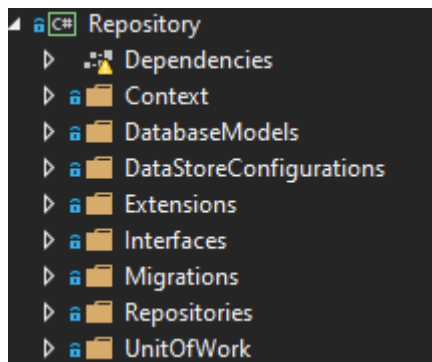 C# Repository
Dependencies
Context
DatabaseModels
DataStoreConfigurations
Extensions
Interfaces
Migrations
Repositories
UnitOfWork